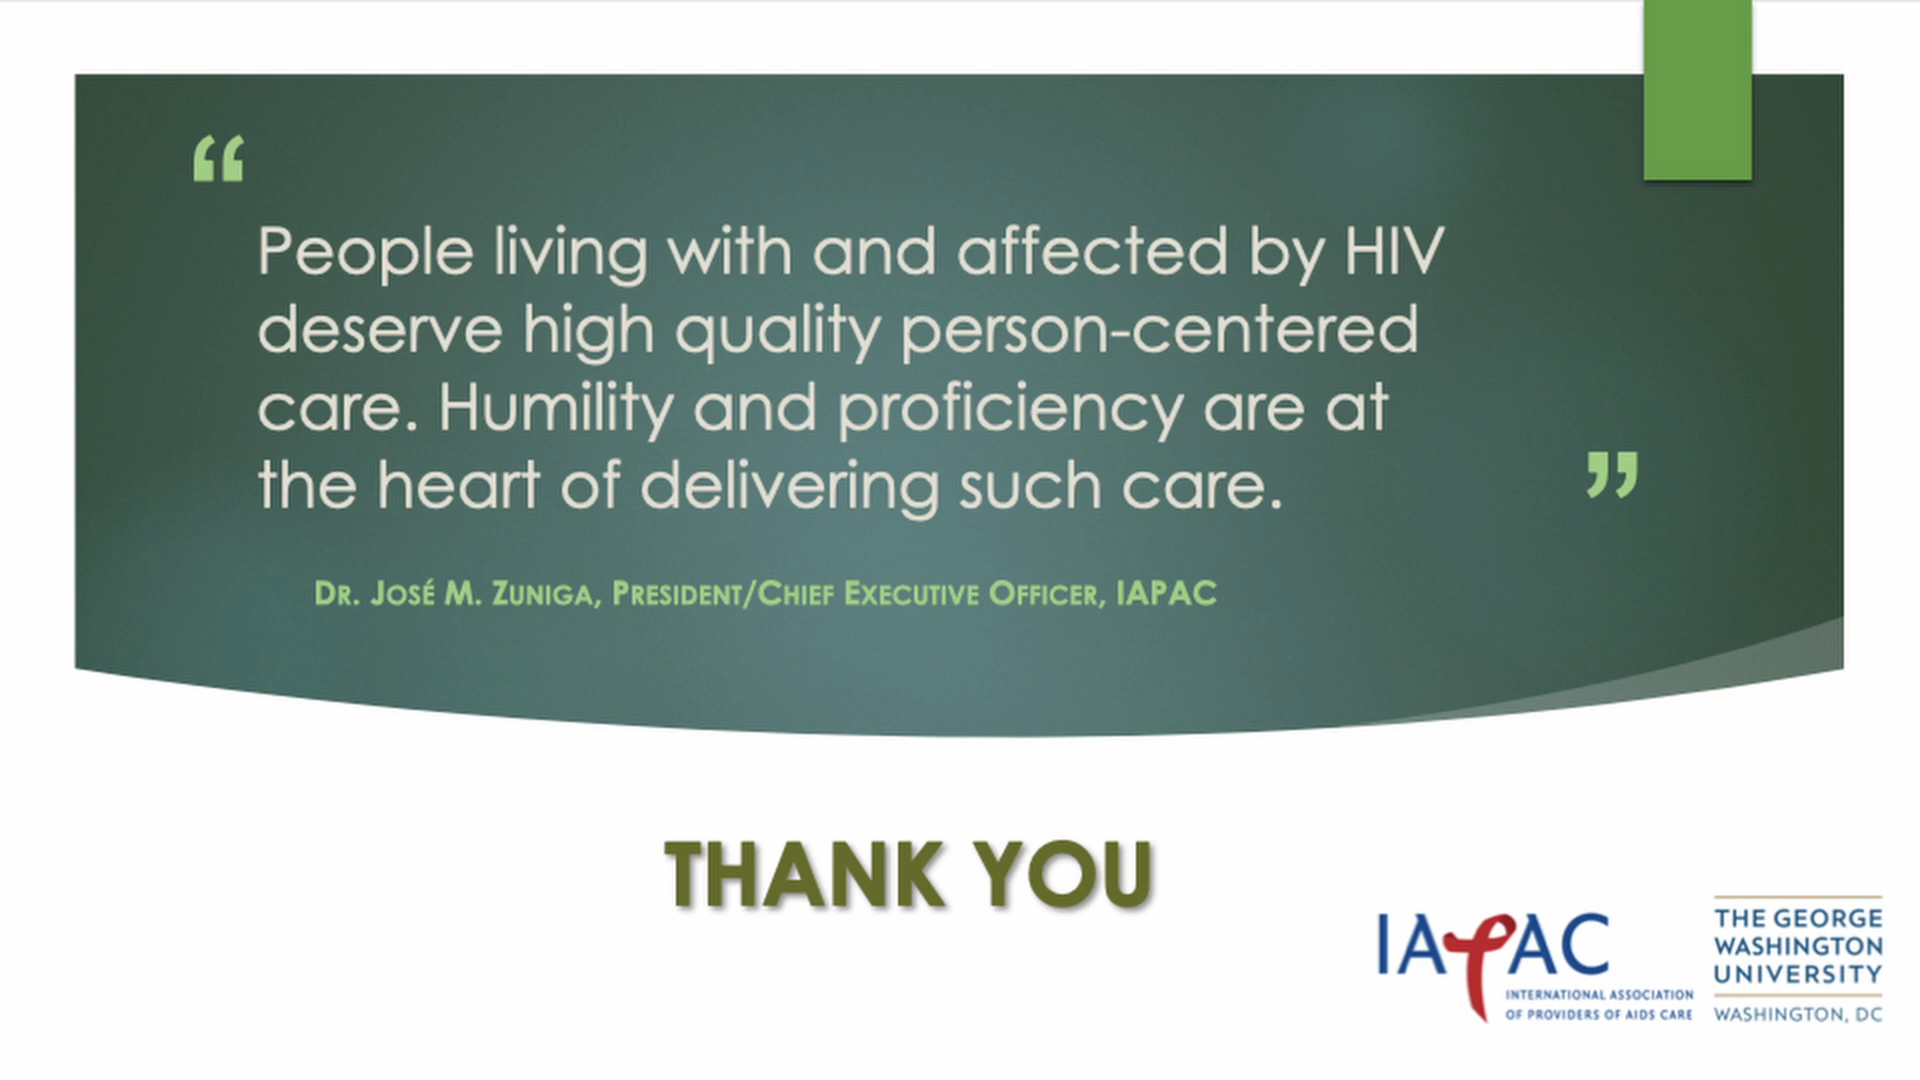 “
People living with and affected by HIV
deserve high quality person-centered
care. Humility and proficiency are at
the heart of delivering such care.
”
Dr. José M. Zuniga, President/Chief Executive Officer, IAPAC
THANK YOU
IAPAC
INTERNATIONAL ASSOCIATION
OF PROVIDERS OF AIDS CARE
THE GEORGE
WASHINGTON
UNIVERSITY
WASHINGTON, DC